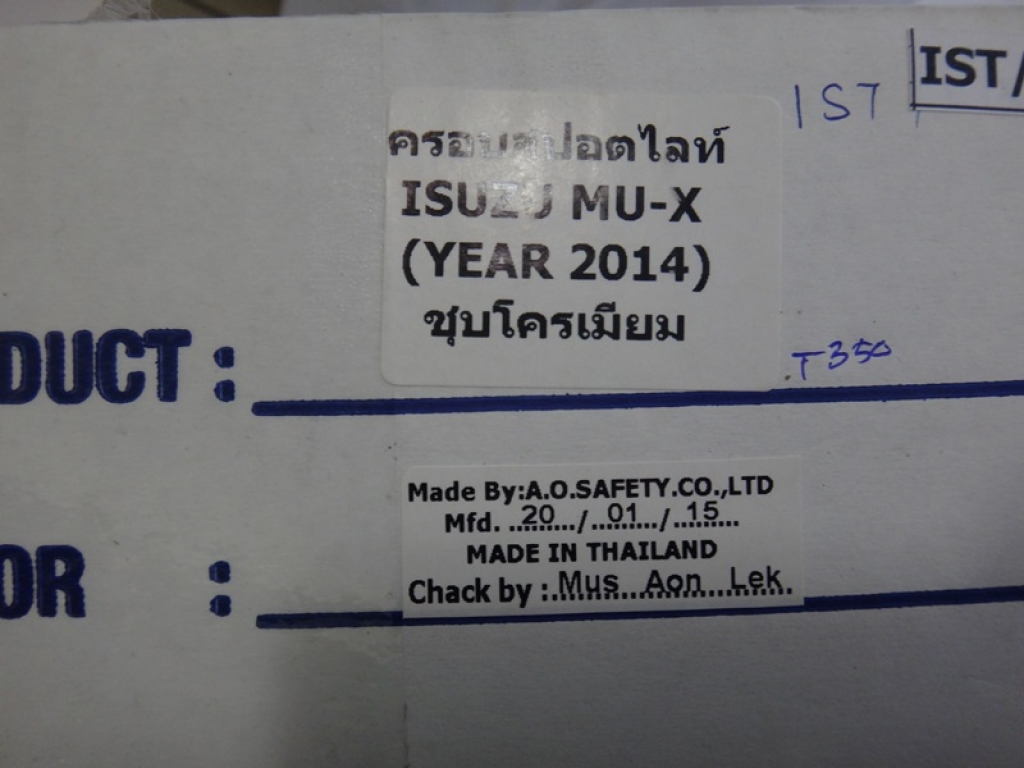 IST/
IST
ครอบสปอตไลท์
ISUZU MU-X
(YEAR 2014)
ชุบโครเมียม
T350
DUCT :
Made By:A.O.SAFETY.CO.,LTD
Mfd. ..20..../...01..../...15....
MADE IN THAILAND
Chack by :.Mus...Aon...Lek.
OR :